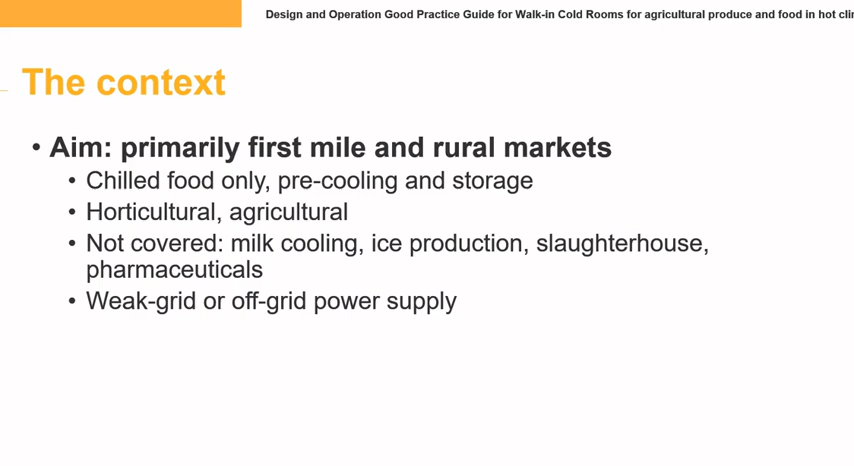 Design and Operation Good Practice Guide for Walk-in Cold Rooms for agricultural produce and food in hot
The context
• Aim: primarily first mile and rural markets
• Chilled food only, pre-cooling and storage
• Horticultural, agricultural
• Not covered: milk cooling, ice production, slaughterhouse,
pharmaceuticals
• Weak-grid or off-grid power supply